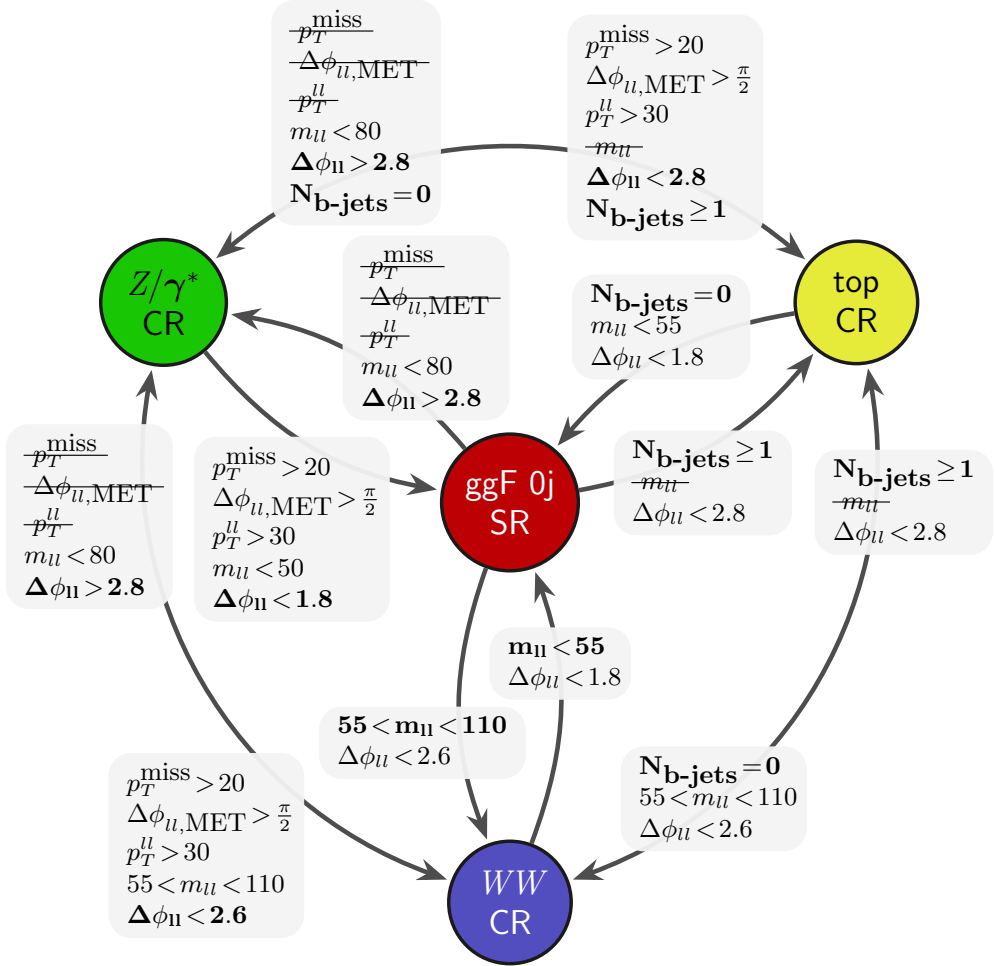 p_T^miss
Δϕ_ll,MET
p_T^ll
m_ll < 80
Δϕ_ll > 2.8
N_b-jets = 0
p_T^miss > 20
Δϕ_ll,MET > π/2
p_T^ll > 30
m_ll
Δϕ_ll < 2.8
N_b-jets ≥ 1
Z/γ*
CR
p_T^miss
Δϕ_ll,MET
p_T^ll
m_ll < 80
Δϕ_ll > 2.8
N_b-jets = 0
m_ll < 55
Δϕ_ll < 1.8
top
CR
p_T^miss
Δϕ_ll,MET
p_T^ll
m_ll < 80
Δϕ_ll > 2.8
p_T^miss > 20
Δϕ_ll,MET > π/2
p_T^ll > 30
m_ll < 50
Δϕ_ll < 1.8
ggF 0j
SR
N_b-jets ≥ 1
m_ll
Δϕ_ll < 2.8
N_b-jets ≥ 1
m_ll
Δϕ_ll < 2.8
m_ll < 55
Δϕ_ll < 1.8
55 < m_ll < 110
Δϕ_ll < 2.6
p_T^miss > 20
Δϕ_ll,MET > π/2
p_T^ll > 30
55 < m_ll < 110
Δϕ_ll < 2.6
N_b-jets = 0
55 < m_ll < 110
Δϕ_ll < 2.6
WW
CR